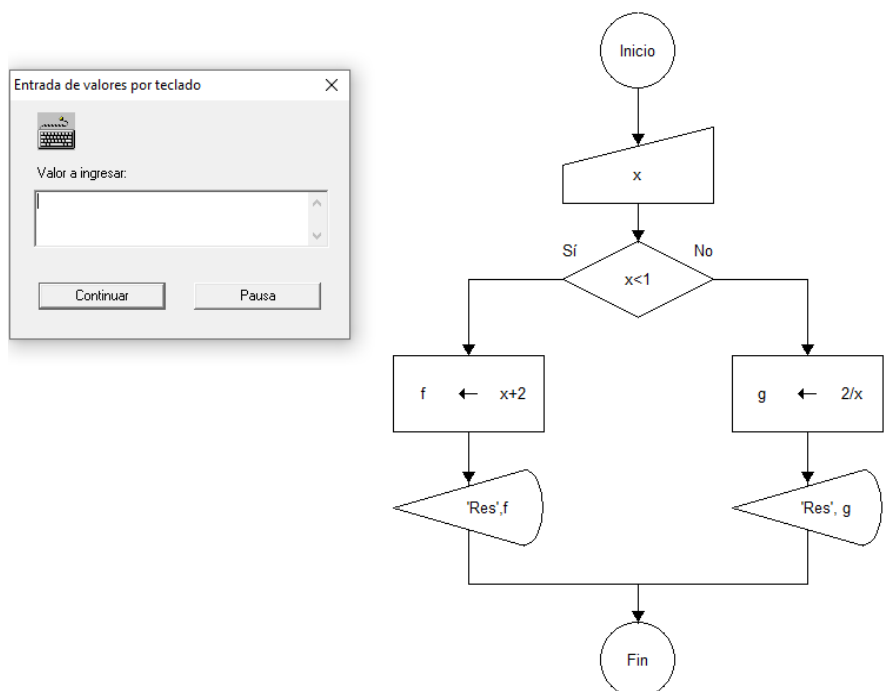 Entrada de valores por teclado
Valor a ingresar:
Continuar
Pausa
Inicio
x
Sí
No
x<1
f ← x+2
g ← 2/x
'Res',f
'Res', g
Fin